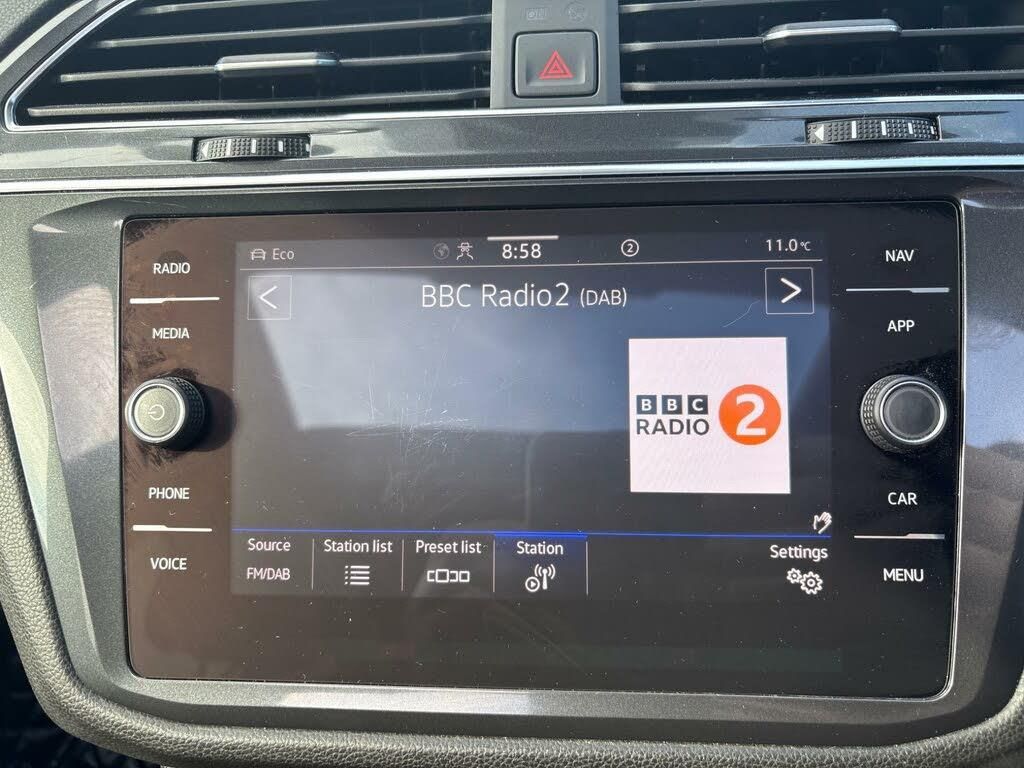 Eco
8:58
2
11.0°C
BBC Radio2 (DAB)
BBC
RADIO
2
RADIO
MEDIA
PHONE
VOICE
NAV
APP
CAR
MENU
Source
FM/DAB
Station list
Preset list
Station
Settings